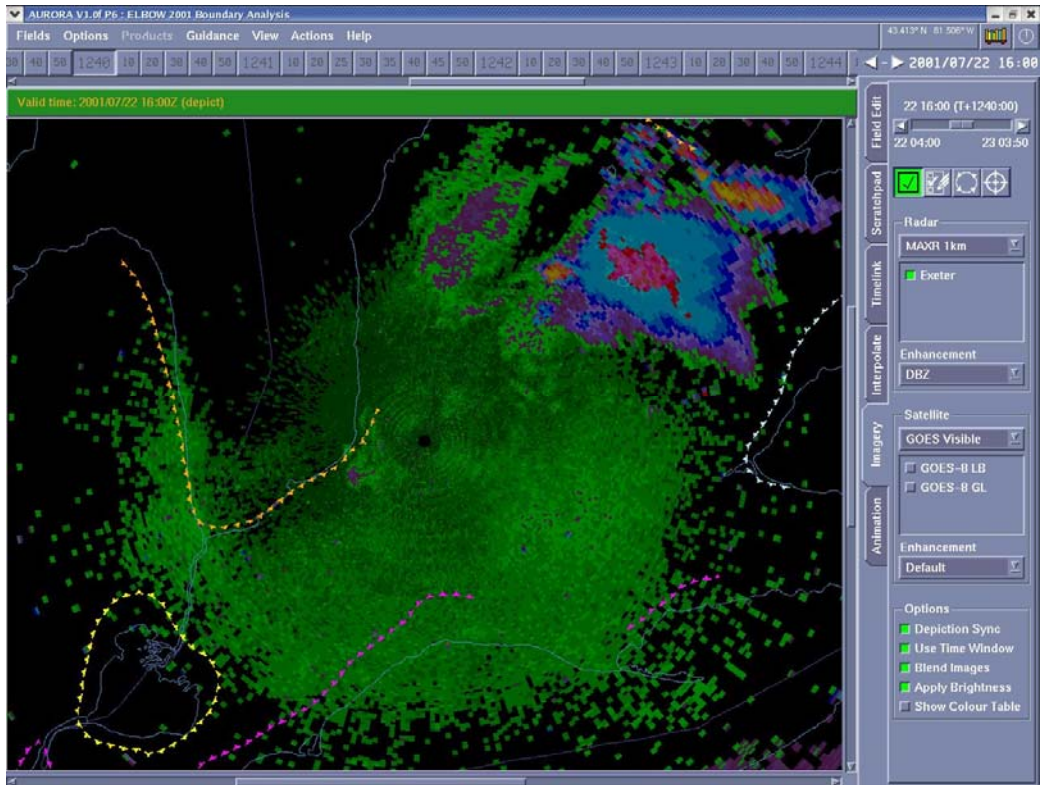 AURORA V1.0f P6 : ELBOW 2001 Boundary Analysis
Fields Options Products Guidance View Actions Help
43.413° N 81.506° W
30 40 50 1240 10 20 30 40 50 1241 10 20 25 30 35 40 45 50 1242 10 20 30 40 50 1243 10 20 30 40 50 1244
2001/07/22 16:00
Valid time: 2001/07/22 16:00Z (depict)
Field Edit
Scratchpad
Timelink
Interpolate
Imagery
Animation
22 16:00 (T+1240:00)
22 04:00 23 03:50
Radar
MAXR 1km
Exeter
Enhancement
DBZ
Satellite
GOES Visible
GOES-8 LB
GOES-8 GL
Enhancement
Default
Options
Depiction Sync
Use Time Window
Blend Images
Apply Brightness
Show Colour Table